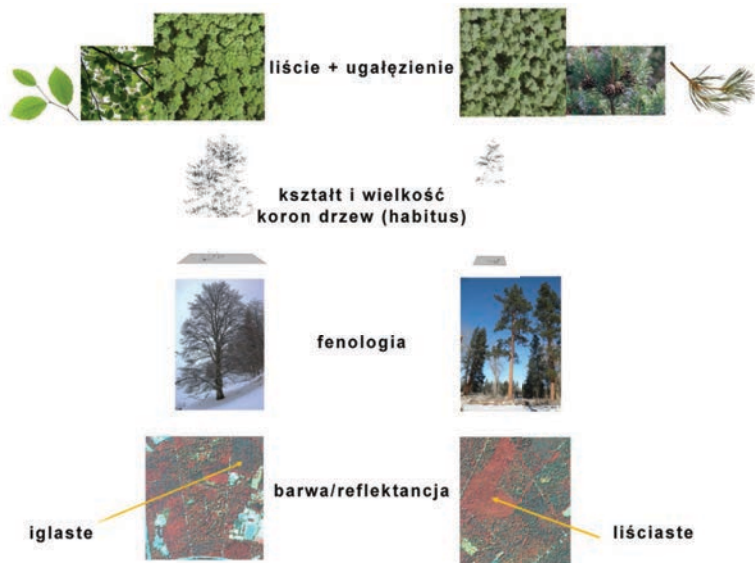 liście + ugałęzienie
kształt i wielkość
koron drzew (habitus)
fenologia
barwa/reflektancja
iglaste
liściaste